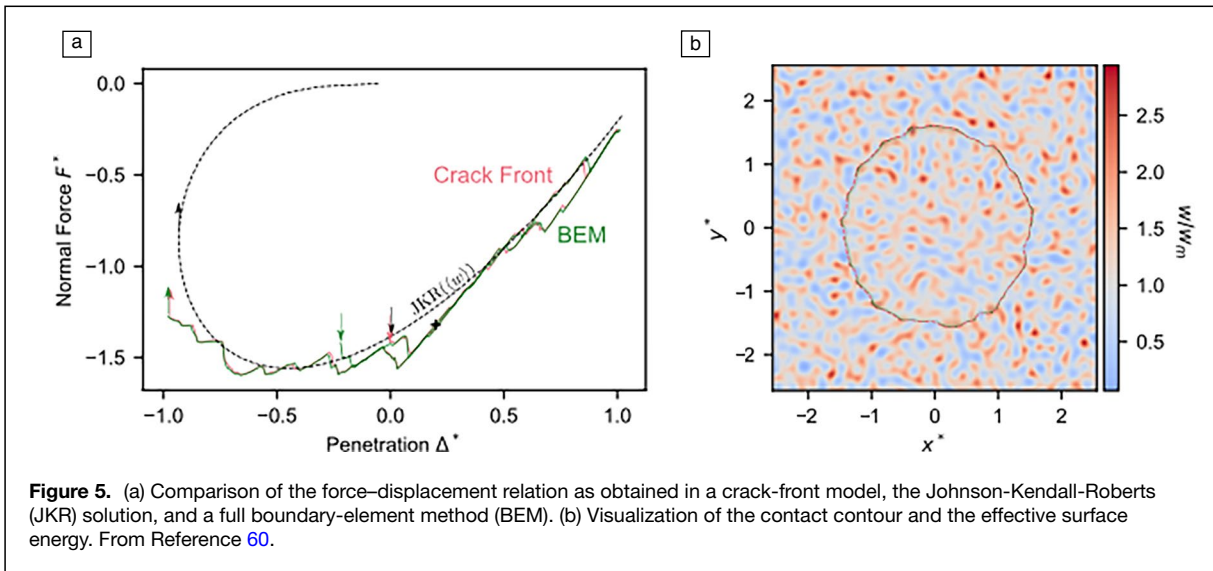 a
b
0.0
−0.5
−1.0
−1.5
Normal Force F*
−1.0
−0.5
0.0
0.5
1.0
Penetration Δ*
Crack Front
BEM
JKR(⟨w⟩)
2
1
0
−1
−2
y*
−2
−1
0
1
2
x*
2.5
2.0
1.5
1.0
0.5
w/wm
Figure 5. (a) Comparison of the force–displacement relation as obtained in a crack-front model, the Johnson-Kendall-Roberts
(JKR) solution, and a full boundary-element method (BEM). (b) Visualization of the contact contour and the effective surface
energy. From Reference 60.